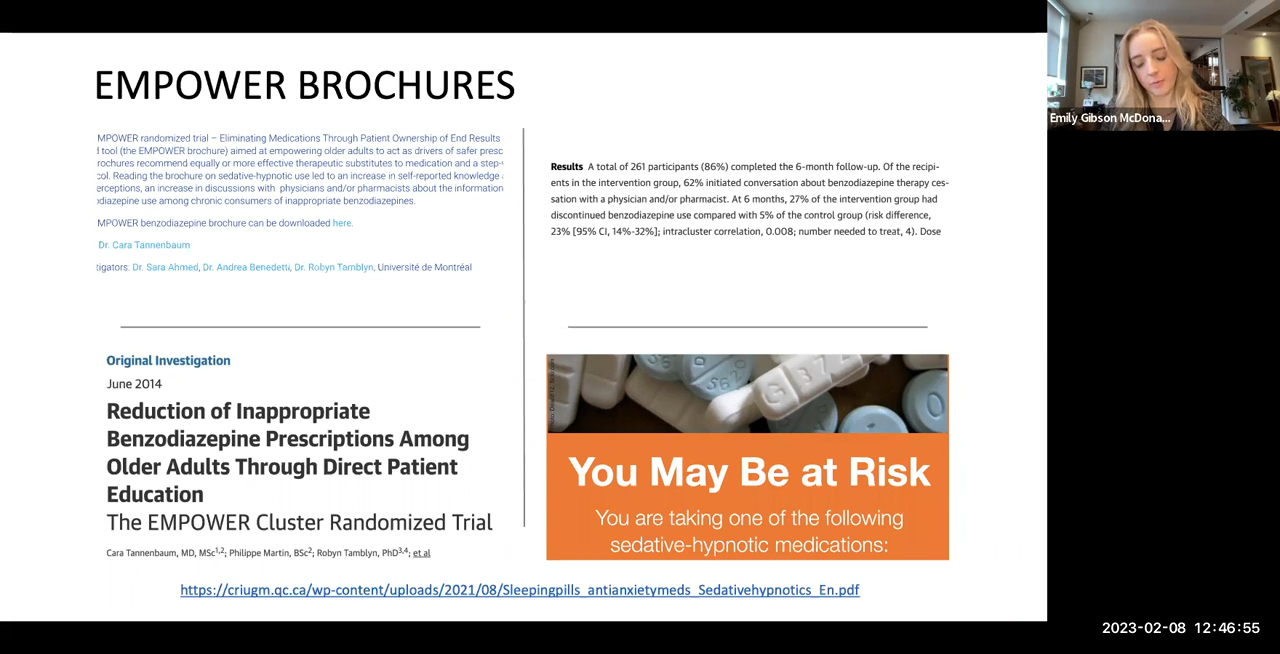 EMPOWER BROCHURES
MPOWER randomized trial – Eliminating Medications Through Patient Ownership of End Results
tool (the EMPOWER brochure) aimed at empowering older adults to act as drivers of safer presc
rochures recommend equally or more effective therapeutic substitutes to medication and a step-
col. Reading the brochure on sedative-hypnotic use led to an increase in self-reported knowledge
erceptions, an increase in discussions with physicians and/or pharmacists about the information
odiazepine use among chronic consumers of inappropriate benzodiazepines.
MPOWER benzodiazepine brochure can be downloaded here.
Dr. Cara Tannenbaum
tigators: Dr. Sara Ahmed, Dr. Andrea Benedetti, Dr. Robyn Tamblyn, Université de Montréal
Results A total of 261 participants (86%) completed the 6-month follow-up. Of the recipi-
ents in the intervention group, 62% initiated conversation about benzodiazepine therapy ces-
sation with a physician and/or pharmacist. At 6 months, 27% of the intervention group had
discontinued benzodiazepine use compared with 5% of the control group (risk difference,
23% [95% CI, 14%-32%]; intracluster correlation, 0.008; number needed to treat, 4). Dose
Original Investigation
June 2014
Reduction of Inappropriate
Benzodiazepine Prescriptions Among
Older Adults Through Direct Patient
Education
The EMPOWER Cluster Randomized Trial
Cara Tannenbaum, MD, MSc1,2; Philippe Martin, BSc2; Robyn Tamblyn, PhD3,4; et al
You May Be at Risk
You are taking one of the following
sedative-hypnotic medications:
https://criugm.qc.ca/wp-content/uploads/2021/08/Sleepingpills_antianxietymeds_Sedativehypnotics_En.pdf
Emily Gibson McDona...
2023-02-08 12:46:55